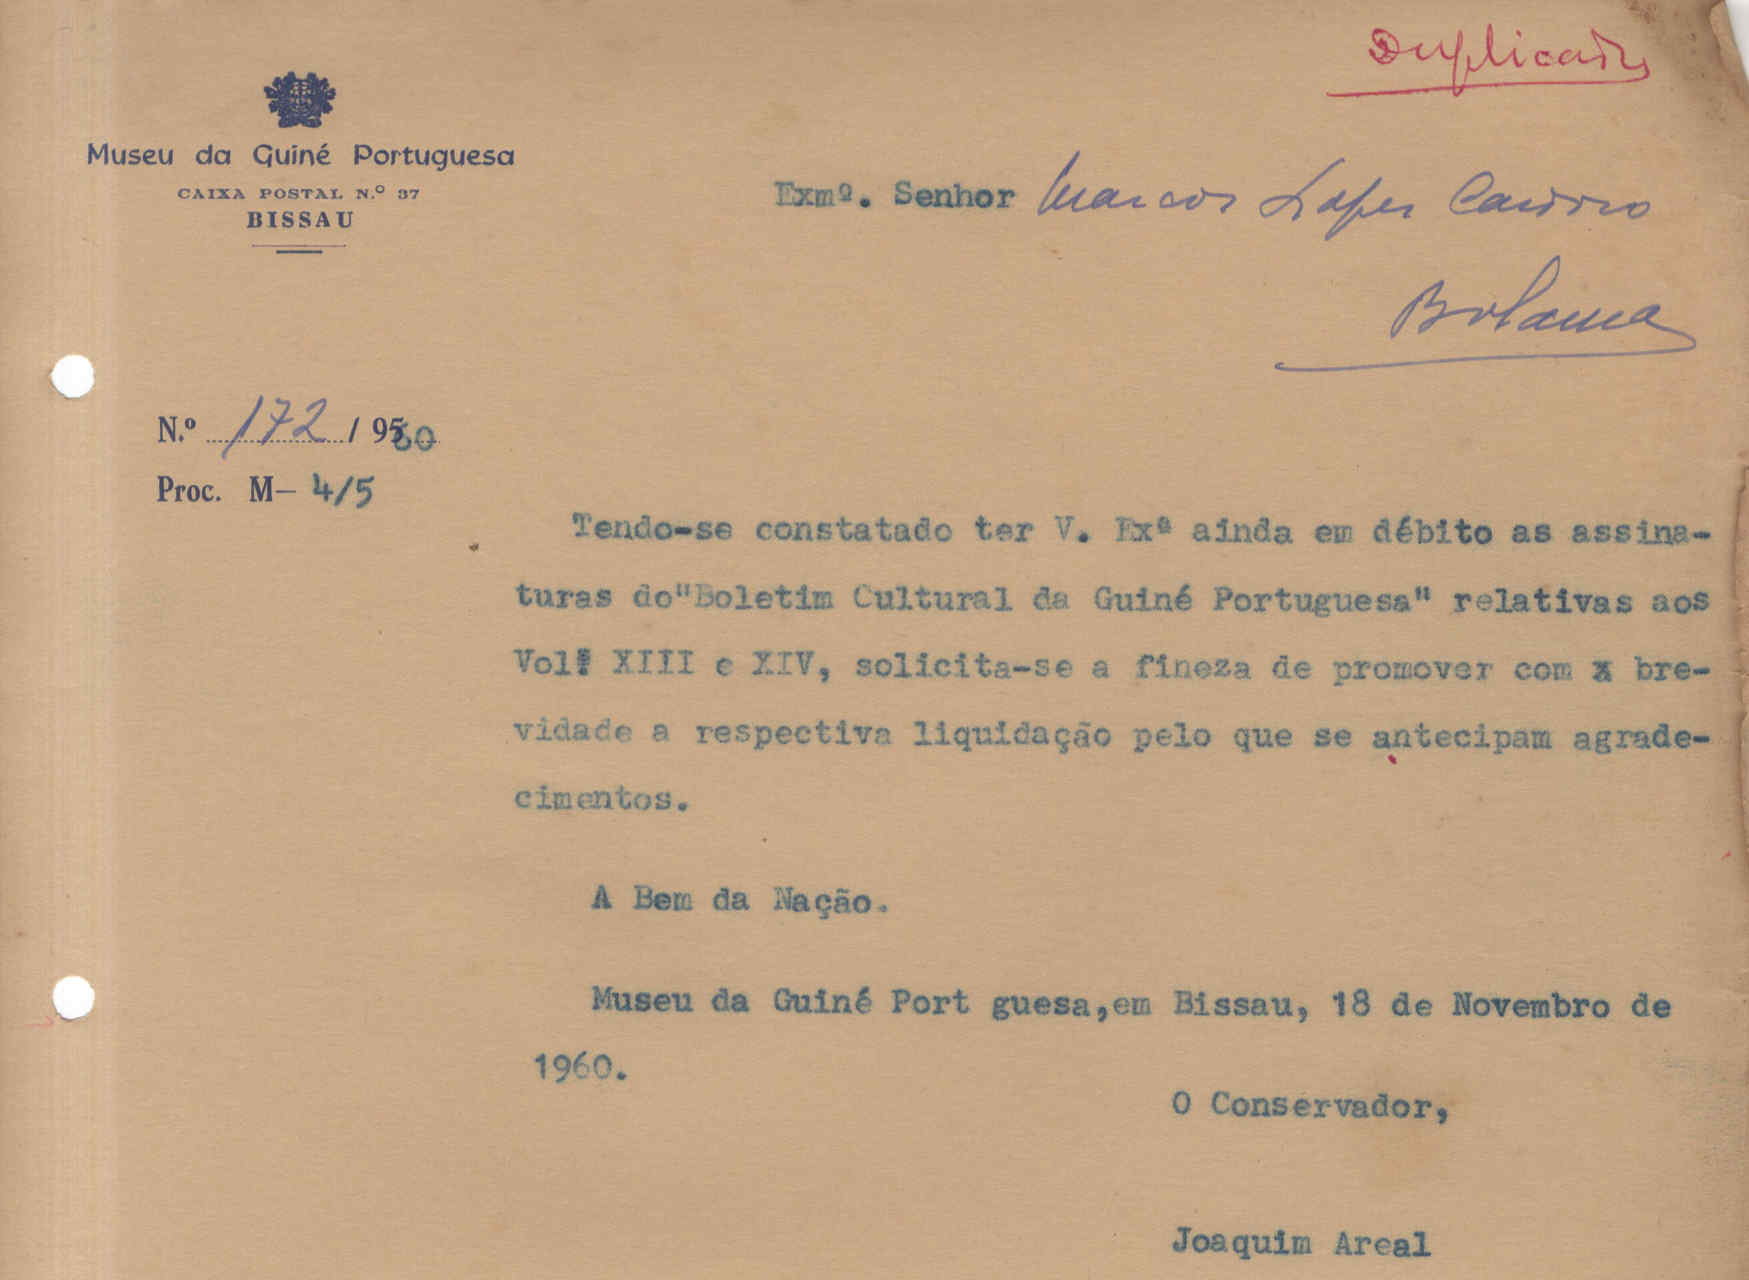 Duplicado
Museu da Guiné Portuguesa
CAIXA POSTAL N.º 37
BISSAU
Exmº. Senhor Marcos Lopes Cardoso
Bolama
N.º 172 / 960
Proc. M— 4/5
Tendo-se constatado ter V. Exª ainda em débito as assina-
turas do"Boletim Cultural da Guiné Portuguesa" relativas aos
Volº XIII e XIV, solicita-se a fineza de promover com x bre-
vidade a respectiva liquidação pelo que se antecipam agrade-
cimentos.
A Bem da Nação.
Museu da Guiné Port guesa,em Bissau, 18 de Novembro de
1960.
O Conservador,
Joaquim Areal